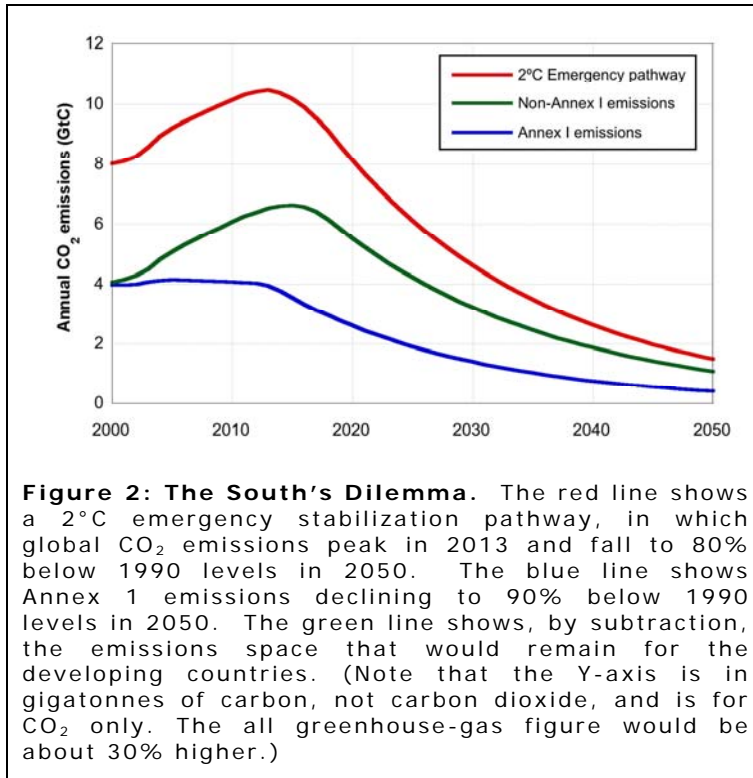 12
10
8
6
4
2
0
Annual CO₂ emissions (GtC)
2ºC Emergency pathway
Non-Annex I emissions
Annex I emissions
2000 2010 2020 2030 2040 2050
Figure 2: The South's Dilemma. The red line shows
a 2°C emergency stabilization pathway, in which
global CO₂ emissions peak in 2013 and fall to 80%
below 1990 levels in 2050. The blue line shows
Annex 1 emissions declining to 90% below 1990
levels in 2050. The green line shows, by subtraction,
the emissions space that would remain for the
developing countries. (Note that the Y-axis is in
gigatonnes of carbon, not carbon dioxide, and is for
CO₂ only. The all greenhouse-gas figure would be
about 30% higher.)